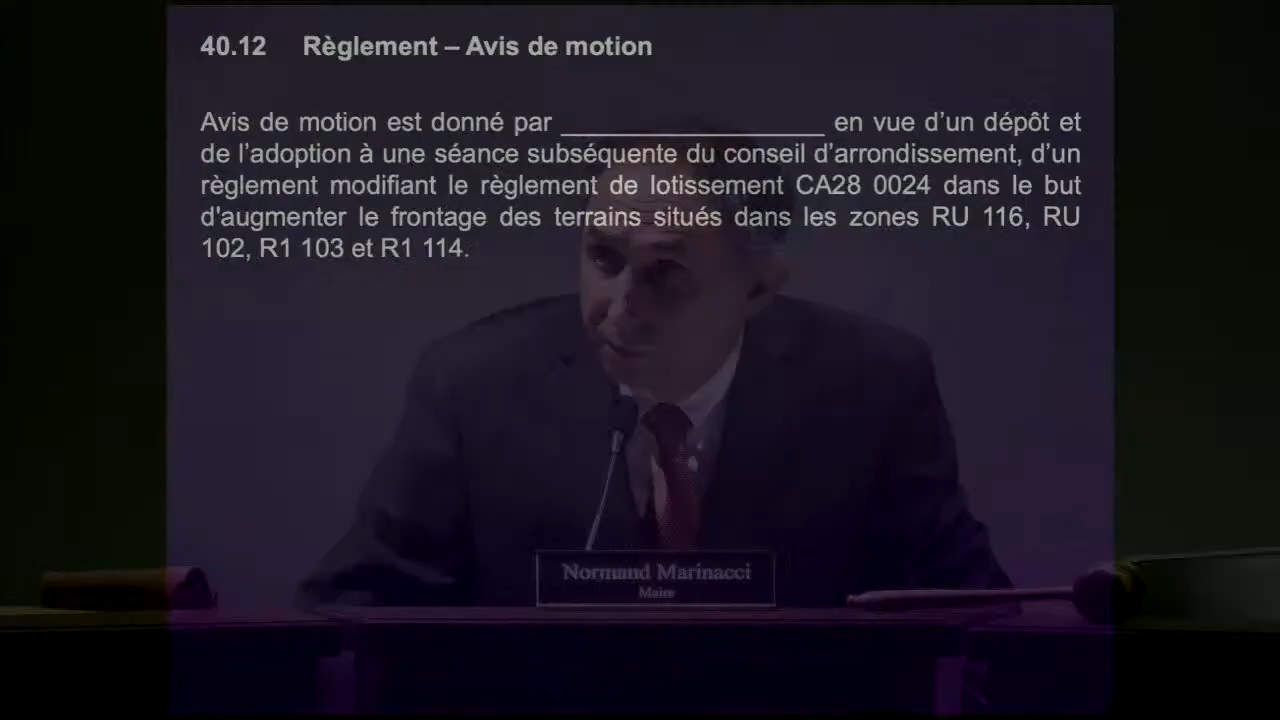 40.12 Règlement – Avis de motion
Avis de motion est donné par ___________________ en vue d’un dépôt et
de l’adoption à une séance subséquente du conseil d’arrondissement, d’un
règlement modifiant le règlement de lotissement CA28 0024 dans le but
d'augmenter le frontage des terrains situés dans les zones RU 116, RU
102, R1 103 et R1 114.
Normand Marinacci
Maire